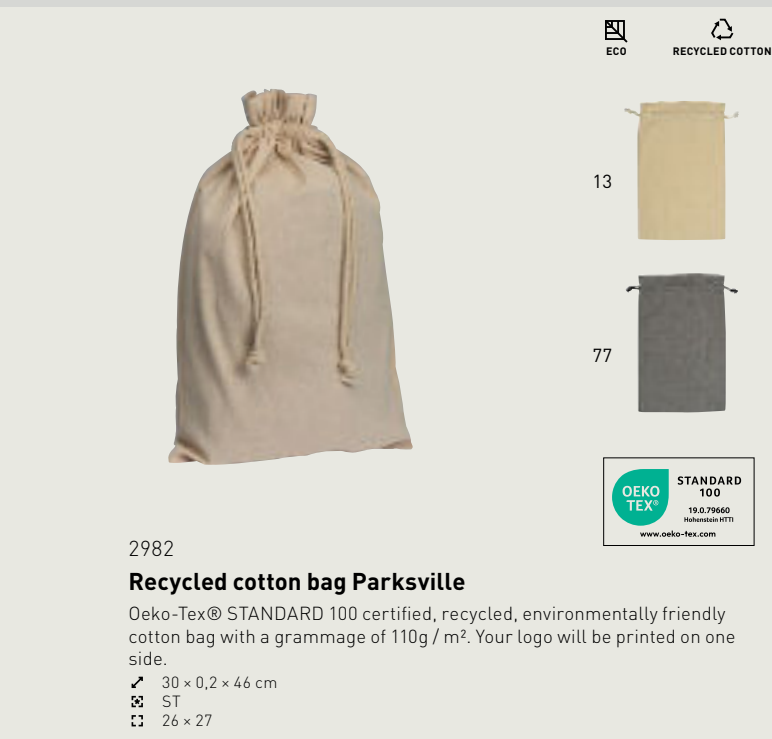 ECO
RECYCLED COTTON
13
77
OEKO
TEX®
STANDARD
100
19.0.79660
Hohenstein HTTI
www.oeko-tex.com
2982
Recycled cotton bag Parksville
Oeko-Tex® STANDARD 100 certified, recycled, environmentally friendly
cotton bag with a grammage of 110g / m². Your logo will be printed on one
side.
30 × 0,2 × 46 cm
ST
26 × 27